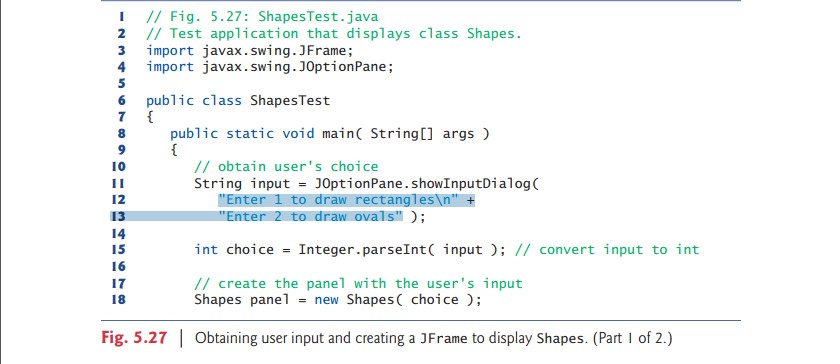 1 // Fig. 5.27: ShapesTest.java
2 // Test application that displays class Shapes.
3 import javax.swing.JFrame;
4 import javax.swing.JOptionPane;
5
6 public class ShapesTest
7 {
8 public static void main( String[] args )
9 {
10 // obtain user's choice
11 String input = JOptionPane.showInputDialog(
12 "Enter 1 to draw rectangles\n" +
13 "Enter 2 to draw ovals" );
14
15 int choice = Integer.parseInt( input ); // convert input to int
16
17 // create the panel with the user's input
18 Shapes panel = new Shapes( choice );
Fig. 5.27 | Obtaining user input and creating a JFrame to display Shapes. (Part 1 of 2.)